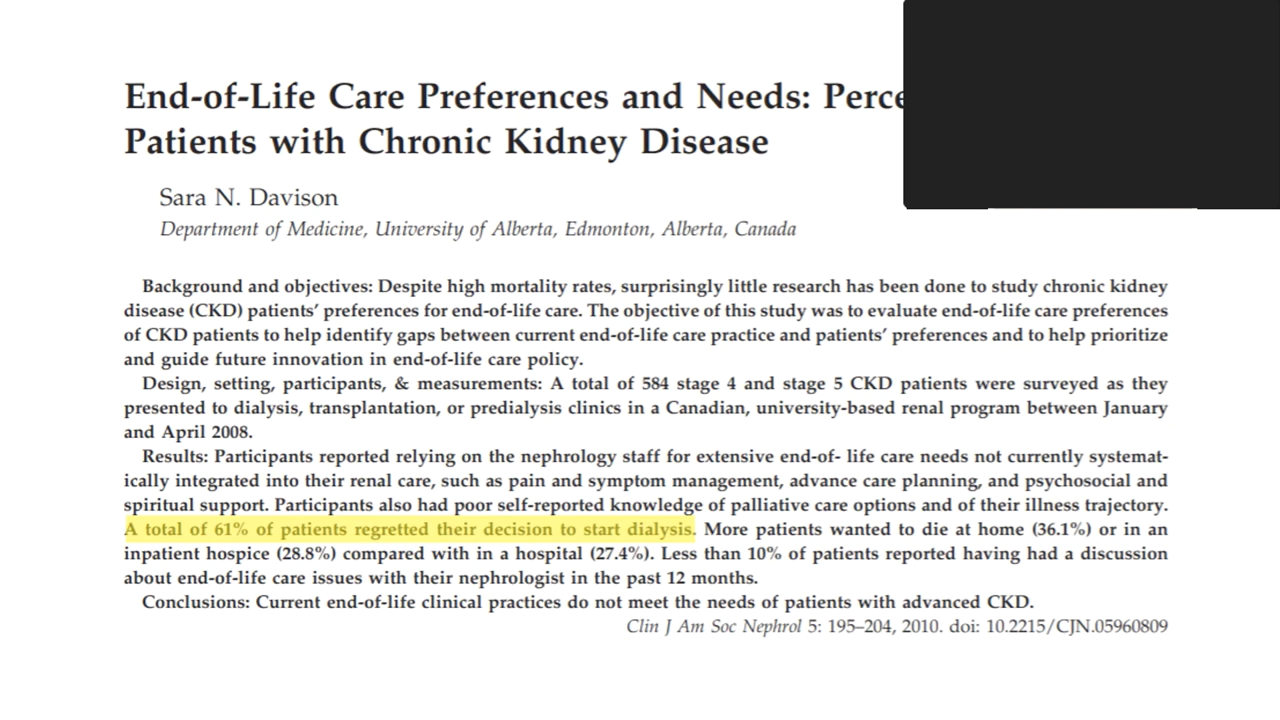 End-of-Life Care Preferences and Needs:
Patients with Chronic Kidney Disease
Sara N. Davison
Department of Medicine, University of Alberta, Edmonton, Alberta, Canada
Background and objectives: Despite high mortality rates, surprisingly little research has been done to study chronic kidney
disease (CKD) patients’ preferences for end-of-life care. The objective of this study was to evaluate end-of-life care preferences
of CKD patients to help identify gaps between current end-of-life care practice and patients’ preferences and to help prioritize
and guide future innovation in end-of-life care policy.
Design, setting, participants, & measurements: A total of 584 stage 4 and stage 5 CKD patients were surveyed as they
presented to dialysis, transplantation, or predialysis clinics in a Canadian, university-based renal program between January
and April 2008.
Results: Participants reported relying on the nephrology staff for extensive end-of- life care needs not currently systemat-
ically integrated into their renal care, such as pain and symptom management, advance care planning, and psychosocial and
spiritual support. Participants also had poor self-reported knowledge of palliative care options and of their illness trajectory.
A total of 61% of patients regretted their decision to start dialysis. More patients wanted to die at home (36.1%) or in an
inpatient hospice (28.8%) compared with in a hospital (27.4%). Less than 10% of patients reported having had a discussion
about end-of-life care issues with their nephrologist in the past 12 months.
Conclusions: Current end-of-life clinical practices do not meet the needs of patients with advanced CKD.
Clin J Am Soc Nephrol 5: 195–204, 2010. doi: 10.2215/CJN.05960809